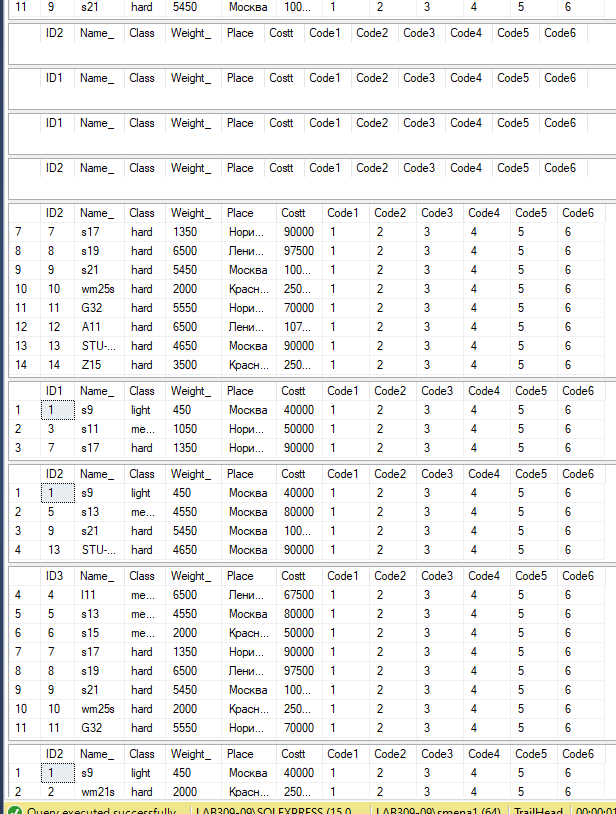 11 9 s21 hard 5450 Москва 100... 1 2 3 4 5 6
ID2 Name_ Class Weight_ Place Costt Code1 Code2 Code3 Code4 Code5 Code6
ID1 Name_ Class Weight_ Place Costt Code1 Code2 Code3 Code4 Code5 Code6
ID1 Name_ Class Weight_ Place Costt Code1 Code2 Code3 Code4 Code5 Code6
ID2 Name_ Class Weight_ Place Costt Code1 Code2 Code3 Code4 Code5 Code6
ID2 Name_ Class Weight_ Place Costt Code1 Code2 Code3 Code4 Code5 Code6
7 7 s17 hard 1350 Нори... 90000 1 2 3 4 5 6
8 8 s19 hard 6500 Лени... 97500 1 2 3 4 5 6
9 9 s21 hard 5450 Москва 100... 1 2 3 4 5 6
10 10 wm25s hard 2000 Красн... 250... 1 2 3 4 5 6
11 11 G32 hard 5550 Нори... 70000 1 2 3 4 5 6
12 12 A11 hard 6500 Лени... 107... 1 2 3 4 5 6
13 13 STU-... hard 4650 Москва 90000 1 2 3 4 5 6
14 14 Z15 hard 3500 Красн... 250... 1 2 3 4 5 6
ID1 Name_ Class Weight_ Place Costt Code1 Code2 Code3 Code4 Code5 Code6
1 1 s9 light 450 Москва 40000 1 2 3 4 5 6
2 3 s11 me... 1050 Нори... 50000 1 2 3 4 5 6
3 7 s17 hard 1350 Нори... 90000 1 2 3 4 5 6
ID2 Name_ Class Weight_ Place Costt Code1 Code2 Code3 Code4 Code5 Code6
1 1 s9 light 450 Москва 40000 1 2 3 4 5 6
2 5 s13 me... 4550 Москва 80000 1 2 3 4 5 6
3 9 s21 hard 5450 Москва 100... 1 2 3 4 5 6
4 13 STU-... hard 4650 Москва 90000 1 2 3 4 5 6
ID3 Name_ Class Weight_ Place Costt Code1 Code2 Code3 Code4 Code5 Code6
4 4 l11 me... 6500 Лени... 67500 1 2 3 4 5 6
5 5 s13 me... 4550 Москва 80000 1 2 3 4 5 6
6 6 s15 me... 2000 Красн... 50000 1 2 3 4 5 6
7 7 s17 hard 1350 Нори... 90000 1 2 3 4 5 6
8 8 s19 hard 6500 Лени... 97500 1 2 3 4 5 6
9 9 s21 hard 5450 Москва 100... 1 2 3 4 5 6
10 10 wm25s hard 2000 Красн... 250... 1 2 3 4 5 6
11 11 G32 hard 5550 Нори... 70000 1 2 3 4 5 6
ID2 Name_ Class Weight_ Place Costt Code1 Code2 Code3 Code4 Code5 Code6
1 1 s9 light 450 Москва 40000 1 2 3 4 5 6
2 2 wm21s hard 2000 Красн... 250... 1 2 3 4 5 6
Query executed successfully. LAB309-09\SQLEXPRESS (15.0 ... LAB309-09\smena1 (64) TrailHead